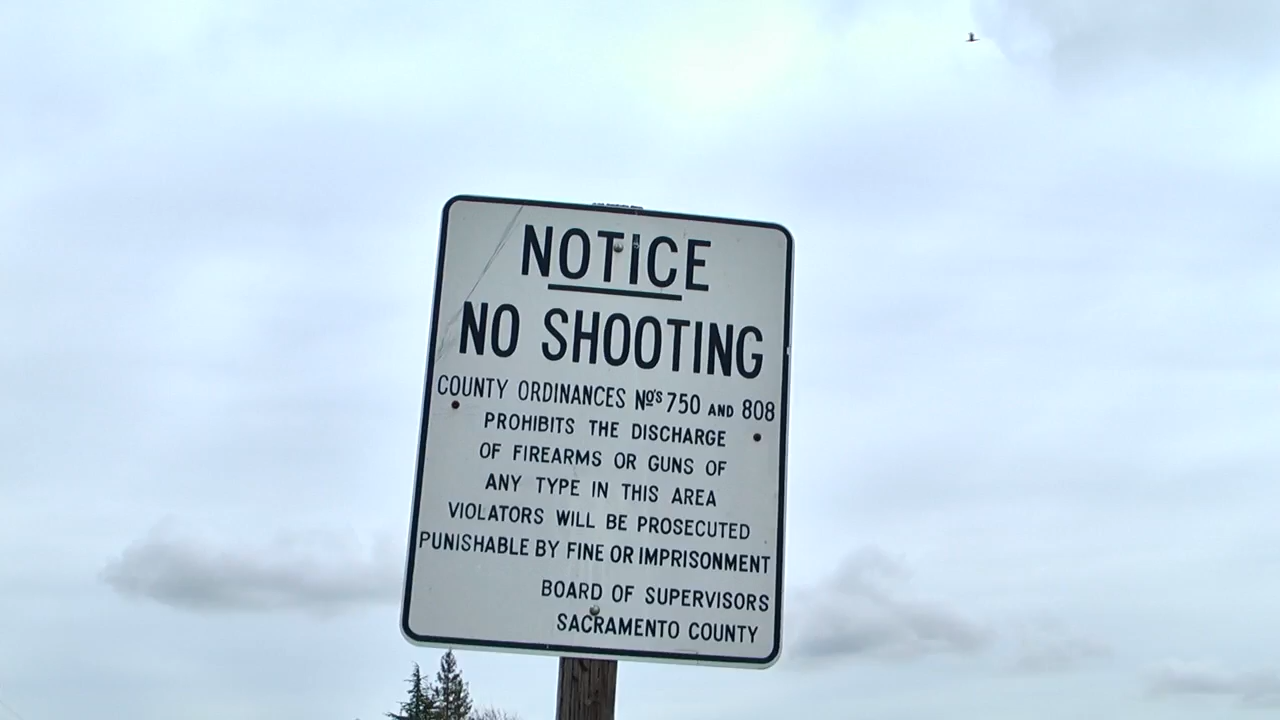 NOTICE
NO SHOOTING
COUNTY ORDINANCES Nọ's 750 AND 808
PROHIBITS THE DISCHARGE
OF FIREARMS OR GUNS OF
ANY TYPE IN THIS AREA
VIOLATORS WILL BE PROSECUTED
PUNISHABLE BY FINE OR IMPRISONMENT
BOARD OF SUPERVISORS
SACRAMENTO COUNTY